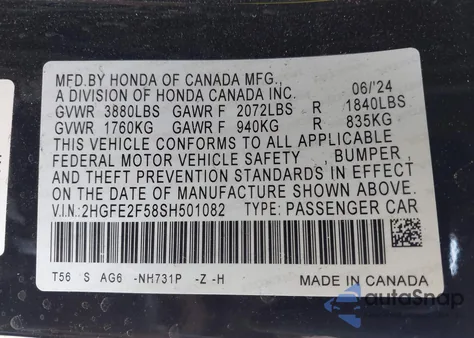 MFD.BY HONDA OF CANADA MFG.,
A DIVISION OF HONDA CANADA INC. 06/'24
GVWR 3880LBS GAWR F 2072LBS R 1840LBS
GVWR 1760KG GAWR F 940KG R 835KG
THIS VEHICLE CONFORMS TO ALL APPLICABLE
FEDERAL MOTOR VEHICLE SAFETY , BUMPER ,
AND THEFT PREVENTION STANDARDS IN EFFECT
ON THE DATE OF MANUFACTURE SHOWN ABOVE.
V.I.N:2HGFE2F58SH501082 TYPE: PASSENGER CAR
T56 S AG6 -NH731P -Z -H MADE IN CANADA
autoSnap